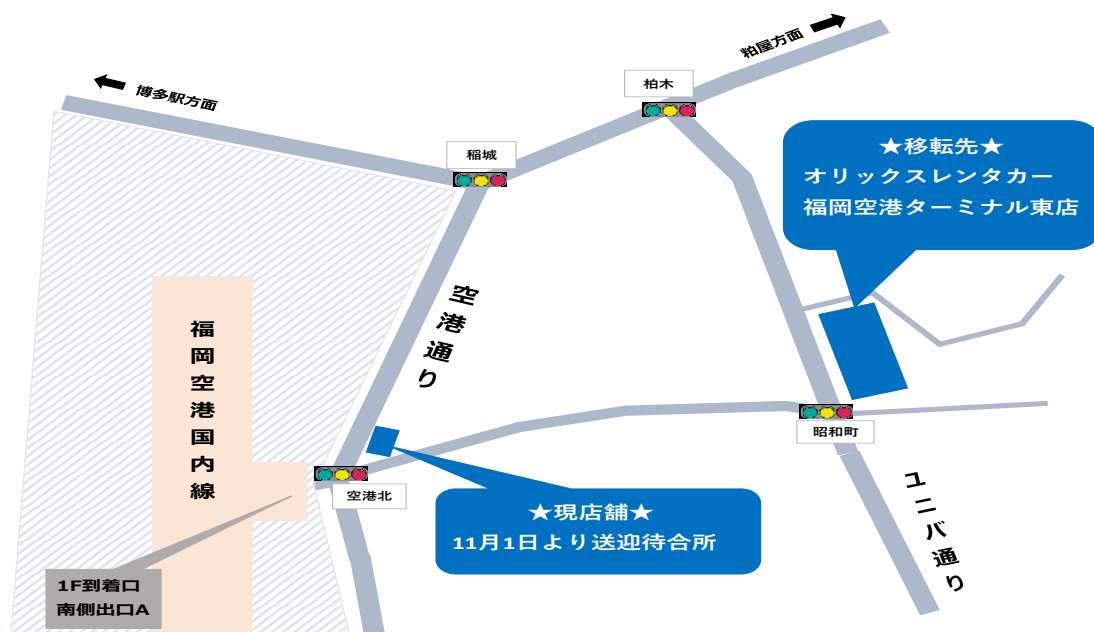 粕屋方面
柏木
博多駅方面
稲城
★移転先★
オリックスレンタカー
福岡空港ターミナル東店
空港通り
福岡空港国内線
昭和町
空港北
★現店舗★
11月1日より送迎待合所
ユニバ通り
1F到着口
南側出口A